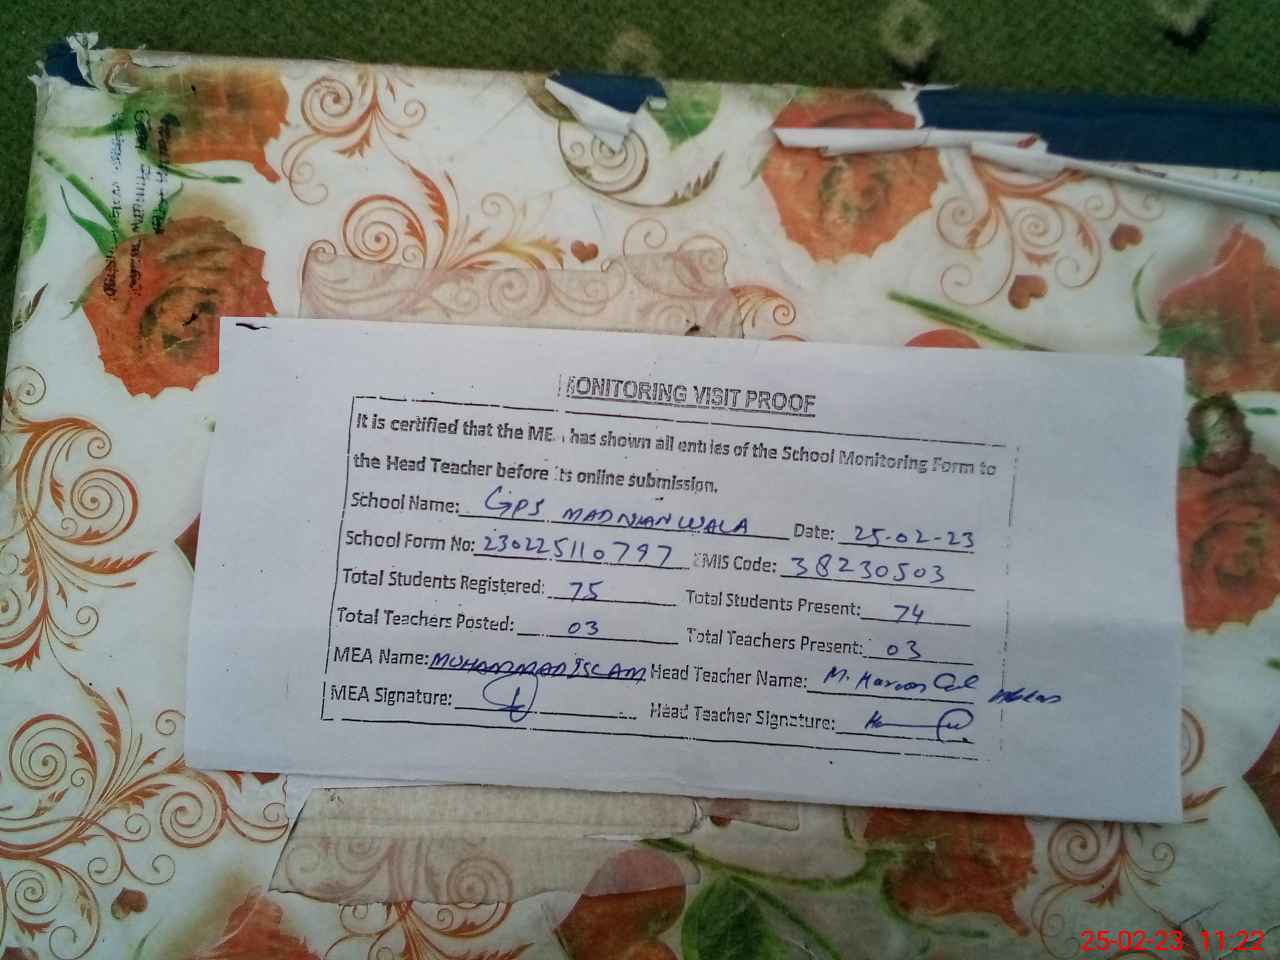 MONITORING VISIT PROOF
It is certified that the ME has shown all entries of the School Monitoring Form to
the Head Teacher before its online submission.
School Name: GPS MADNIANWALA Date: 25-02-23
School Form No: 230225110797 EMIS Code: 38230503
Total Students Registered: 75 Total Students Present: 74
Total Teachers Posted: 03 Total Teachers Present: 03
MEA Name: MUHAMMAD ISLAM Head Teacher Name: M. Haroon
MEA Signature: Head Teacher Signature:
25-02-23 11:22